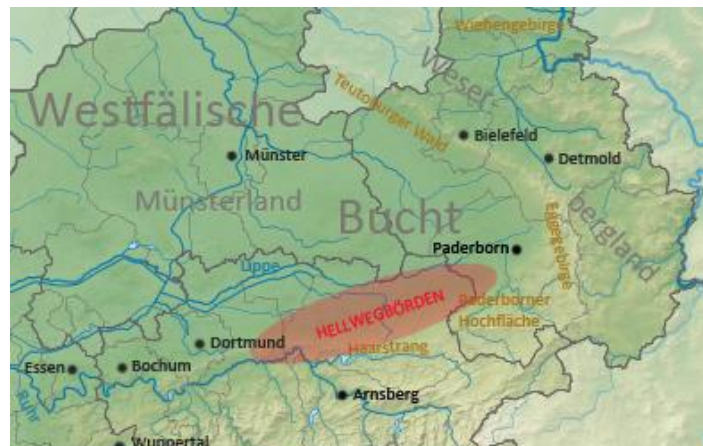 Wiehengebirge
Weser-
Westfälische
Teutoburger Wald
Bielefeld
Münster
Detmold
Münsterland
Bucht
bergland
Eggegebirge
Paderborn
Lippe
HELLWEGBÖRDEN
Paderborner
Hochfläche
Dortmund
Haarstrang
Essen
Bochum
Ruhr
Arnsberg
Wuppertal